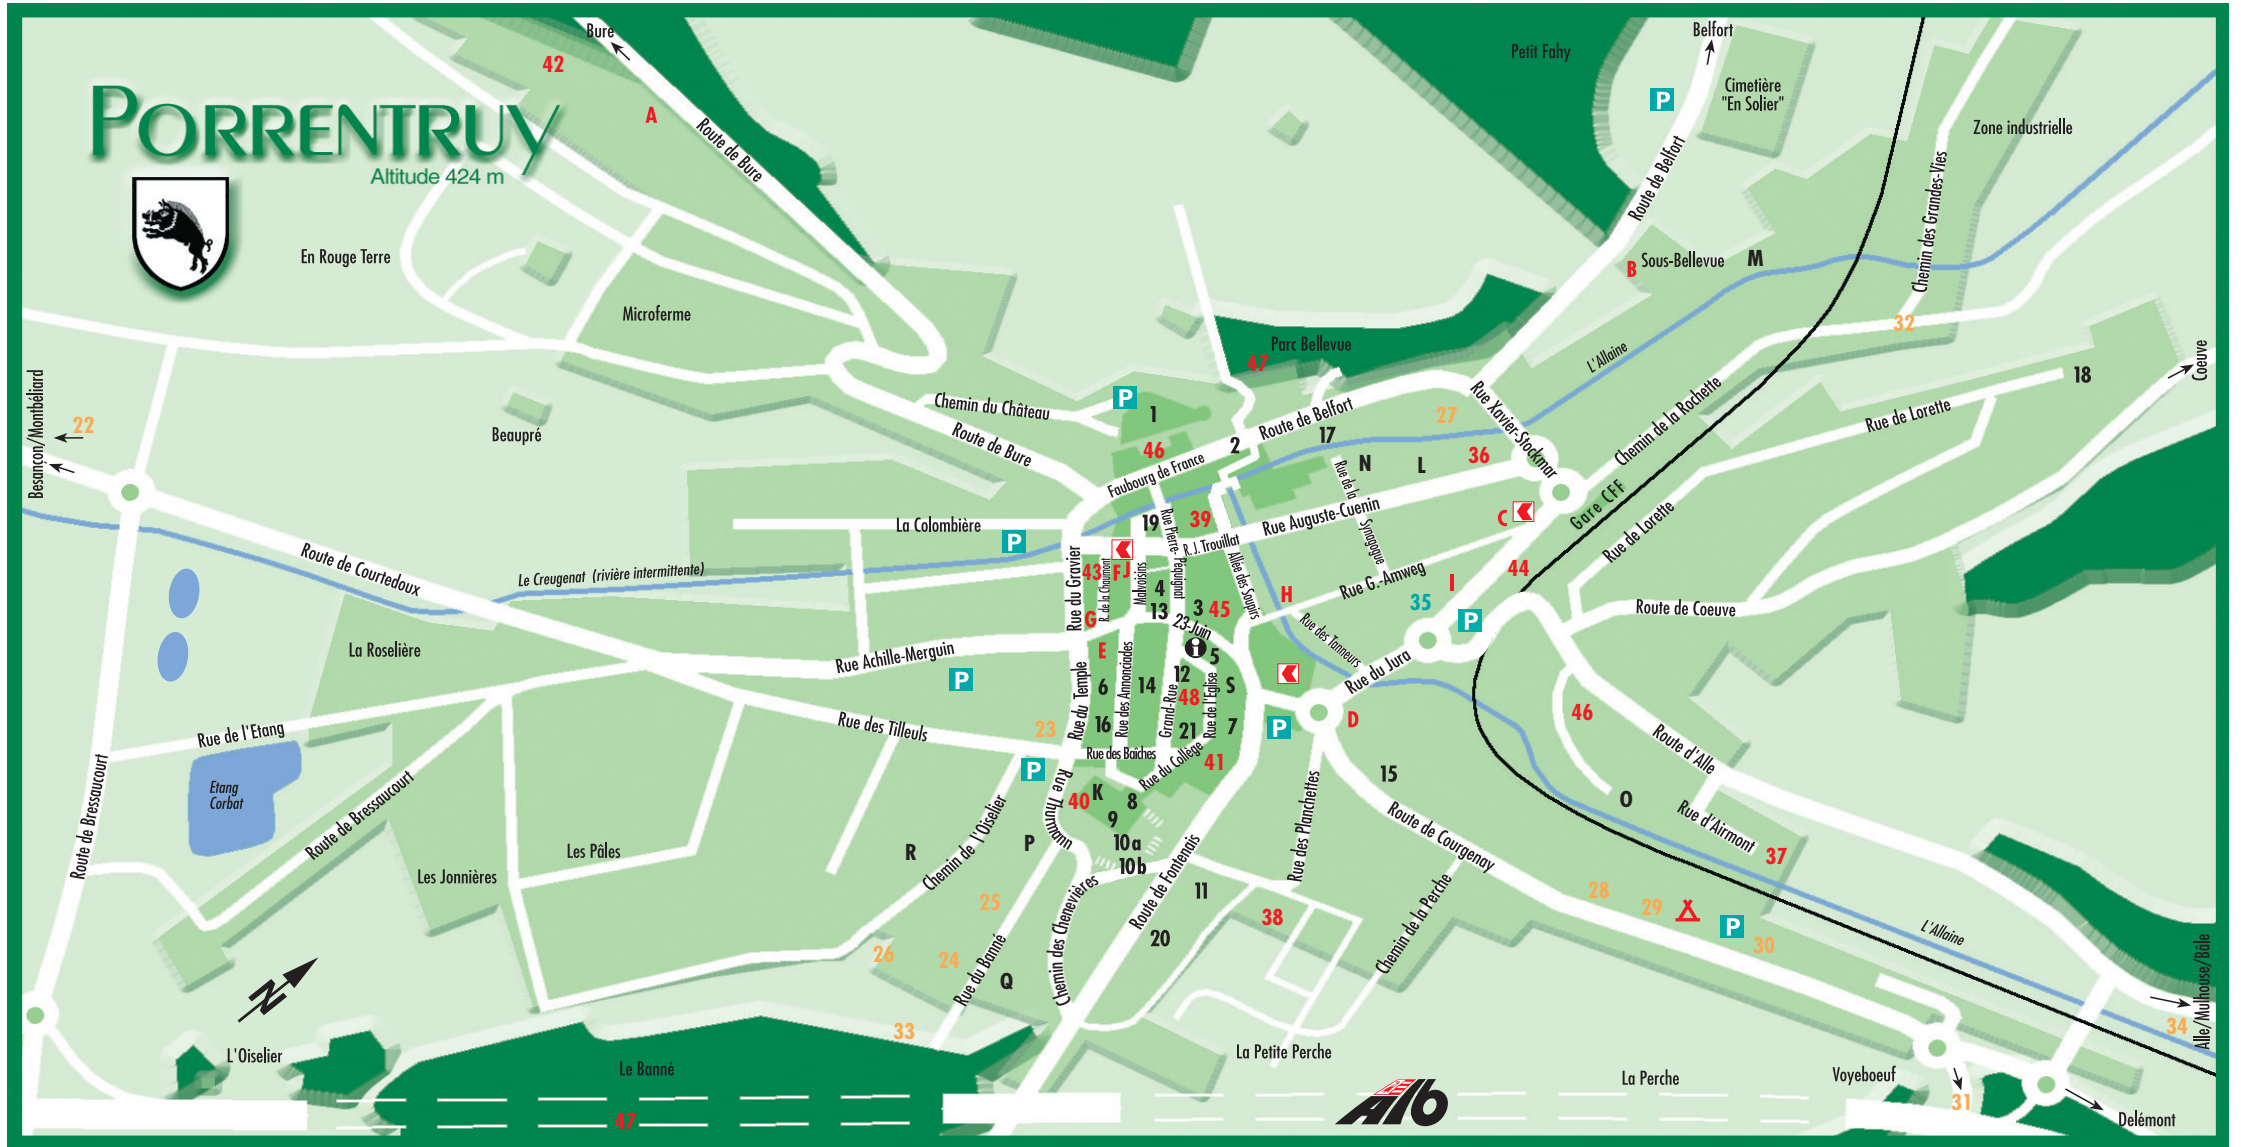 Bure
Belfort
42
Petit Fahy
P
Cimetière
"En Solier"
PORRENTRUY
Altitude 424 m
A
Route de Bure
Zone industrielle
Route de Belfort
Chemin des Grandes-Vies
En Rouge Terre
B
Sous-Bellevue
M
Microferme
32
Parc Bellevue
47
L'Allaine
Coeuve
18
Besançon/Montbéliard
22
Beaupré
Chemin du Château
P
1
Route de Bure
46
Faubourg de France
2
Route de Belfort
17
27
Rue Xavier-Stockmar
Chemin de la Rochette
Rue de Lorette
N
L
36
Rue de la
Synagogue
Gare CFF
La Colombière
P
19
Rue Pierre-
Péquignat
39
R. J. Trouillat
Rue Auguste-Cuenin
C
Rue de Lorette
Route de Courtedoux
Le Creugenat (rivière intermittente)
Rue du Gravier
43
F
J
R. de la Chaumont
Malvoisins
4
Allée des Soupirs
Rue G.-Amweg
I
44
35
P
Route de Coeuve
H
G
13
3
45
23-Juin
Rue des Tanneurs
La Roselière
Rue Achille-Merguin
E
i
5
P
Rue du Temple
6
Rue des Annonciades
14
12
48
Grand-Rue
Rue de l'Eglise
S
Rue du Jura
Rue de l'Etang
Rue des Tilleuls
23
16
21
7
P
D
46
Route d'Alle
Rue des Baîches
Rue du Collège
41
P
Etang
Corbat
Route de Bressaucourt
Route de Bressaucourt
Rue Thurmann
40
K
8
9
10a
10b
15
O
Rue d'Airmont
37
Les Pâles
Les Jonnières
R
Chemin de l'Oiselier
P
Rue des Planchettes
Route de Courgenay
Route de Fontenais
11
25
Chemin des Chenevières
38
Chemin de la Perche
28
29
P
30
L'Allaine
26
24
Rue du Banné
Q
20
N
33
Alle/Mulhouse/Bâle
34
L'Oiselier
Le Banné
La Petite Perche
La Perche
Voyeboeuf
31
47
A16
Delémont